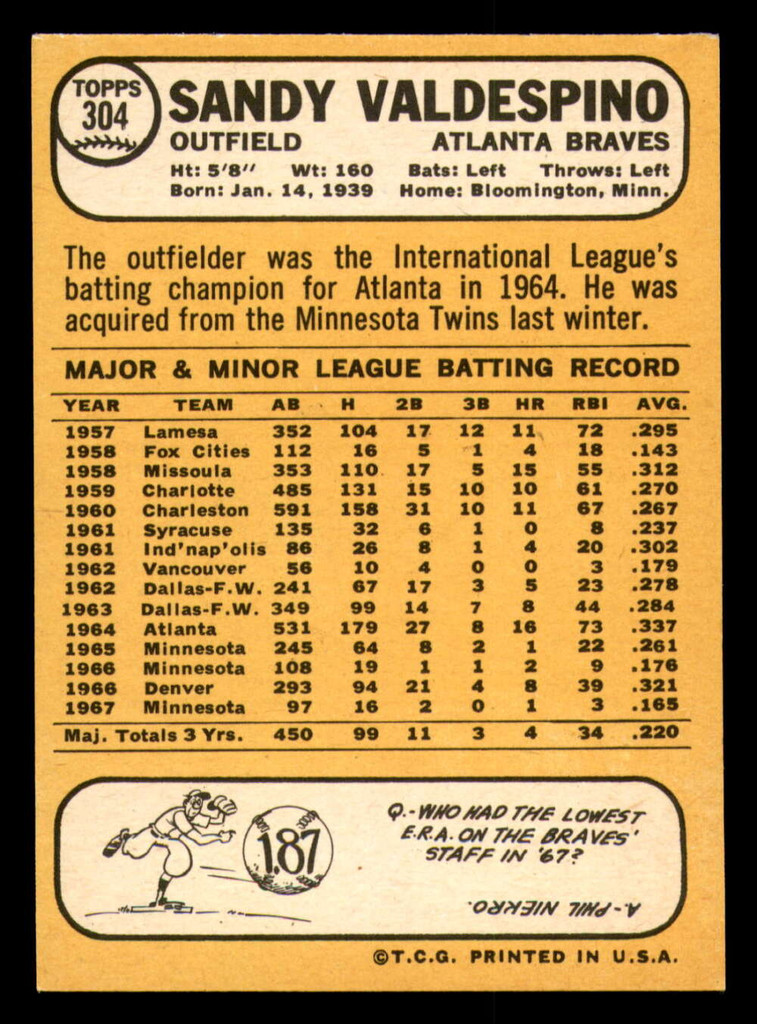 TOPPS
304
SANDY VALDESPINO
OUTFIELD ATLANTA BRAVES
Ht: 5'8" Wt: 160 Bats: Left Throws: Left
Born: Jan. 14, 1939 Home: Bloomington, Minn.
The outfielder was the International League's
batting champion for Atlanta in 1964. He was
acquired from the Minnesota Twins last winter.
MAJOR & MINOR LEAGUE BATTING RECORD
YEAR TEAM AB H 2B 3B HR RBI AVG.
1957 Lamesa 352 104 17 12 11 72 .295
1958 Fox Cities 112 16 5 1 4 18 .143
1958 Missoula 353 110 17 5 15 55 .312
1959 Charlotte 485 131 15 10 10 61 .270
1960 Charleston 591 158 31 10 11 67 .267
1961 Syracuse 135 32 6 1 0 8 .237
1961 Ind'nap'olis 86 26 8 1 4 20 .302
1962 Vancouver 56 10 4 0 0 3 .179
1962 Dallas-F.W. 241 67 17 3 5 23 .278
1963 Dallas-F.W. 349 99 14 7 8 44 .284
1964 Atlanta 531 179 27 8 16 73 .337
1965 Minnesota 245 64 8 2 1 22 .261
1966 Minnesota 108 19 1 1 2 9 .176
1966 Denver 293 94 21 4 8 39 .321
1967 Minnesota 97 16 2 0 1 3 .165
Maj. Totals 3 Yrs. 450 99 11 3 4 34 .220
1.87
Q.-WHO HAD THE LOWEST
E.R.A. ON THE BRAVES'
STAFF IN '67?
A-PHIL NIEKRO.
©T.C.G. PRINTED IN U.S.A.